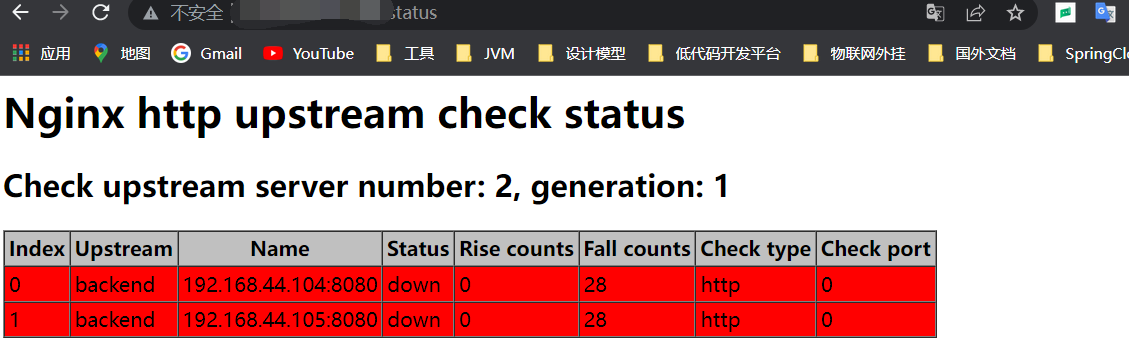 不安全 status
应用 地图 Gmail YouTube 工具 JVM 设计模型 低代码开发平台 物联网外挂 国外文档 SpringClo
Nginx http upstream check status
Check upstream server number: 2, generation: 1
Index Upstream Name Status Rise counts Fall counts Check type Check port
0 backend 192.168.44.104:8080 down 0 28 http 0
1 backend 192.168.44.105:8080 down 0 28 http 0